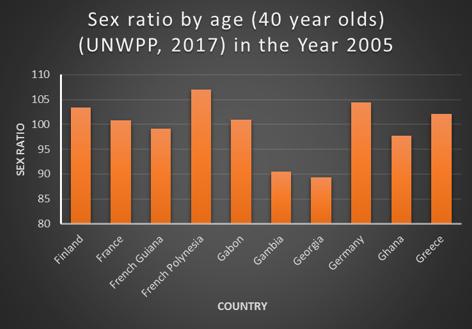 Sex ratio by age (40 year olds)
(UNWPP, 2017) in the Year 2005
110
105
100
95
90
85
80
SEX RATIO
Finland
France
French Guiana
French Polynesia
Gabon
Gambia
Georgia
Germany
Ghana
Greece
COUNTRY